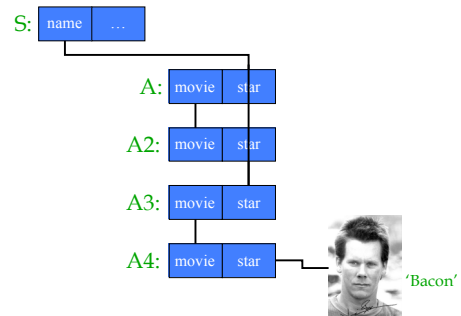 S: name …
A: movie star
A2: movie star
A3: movie star
A4: movie star
‘Bacon’